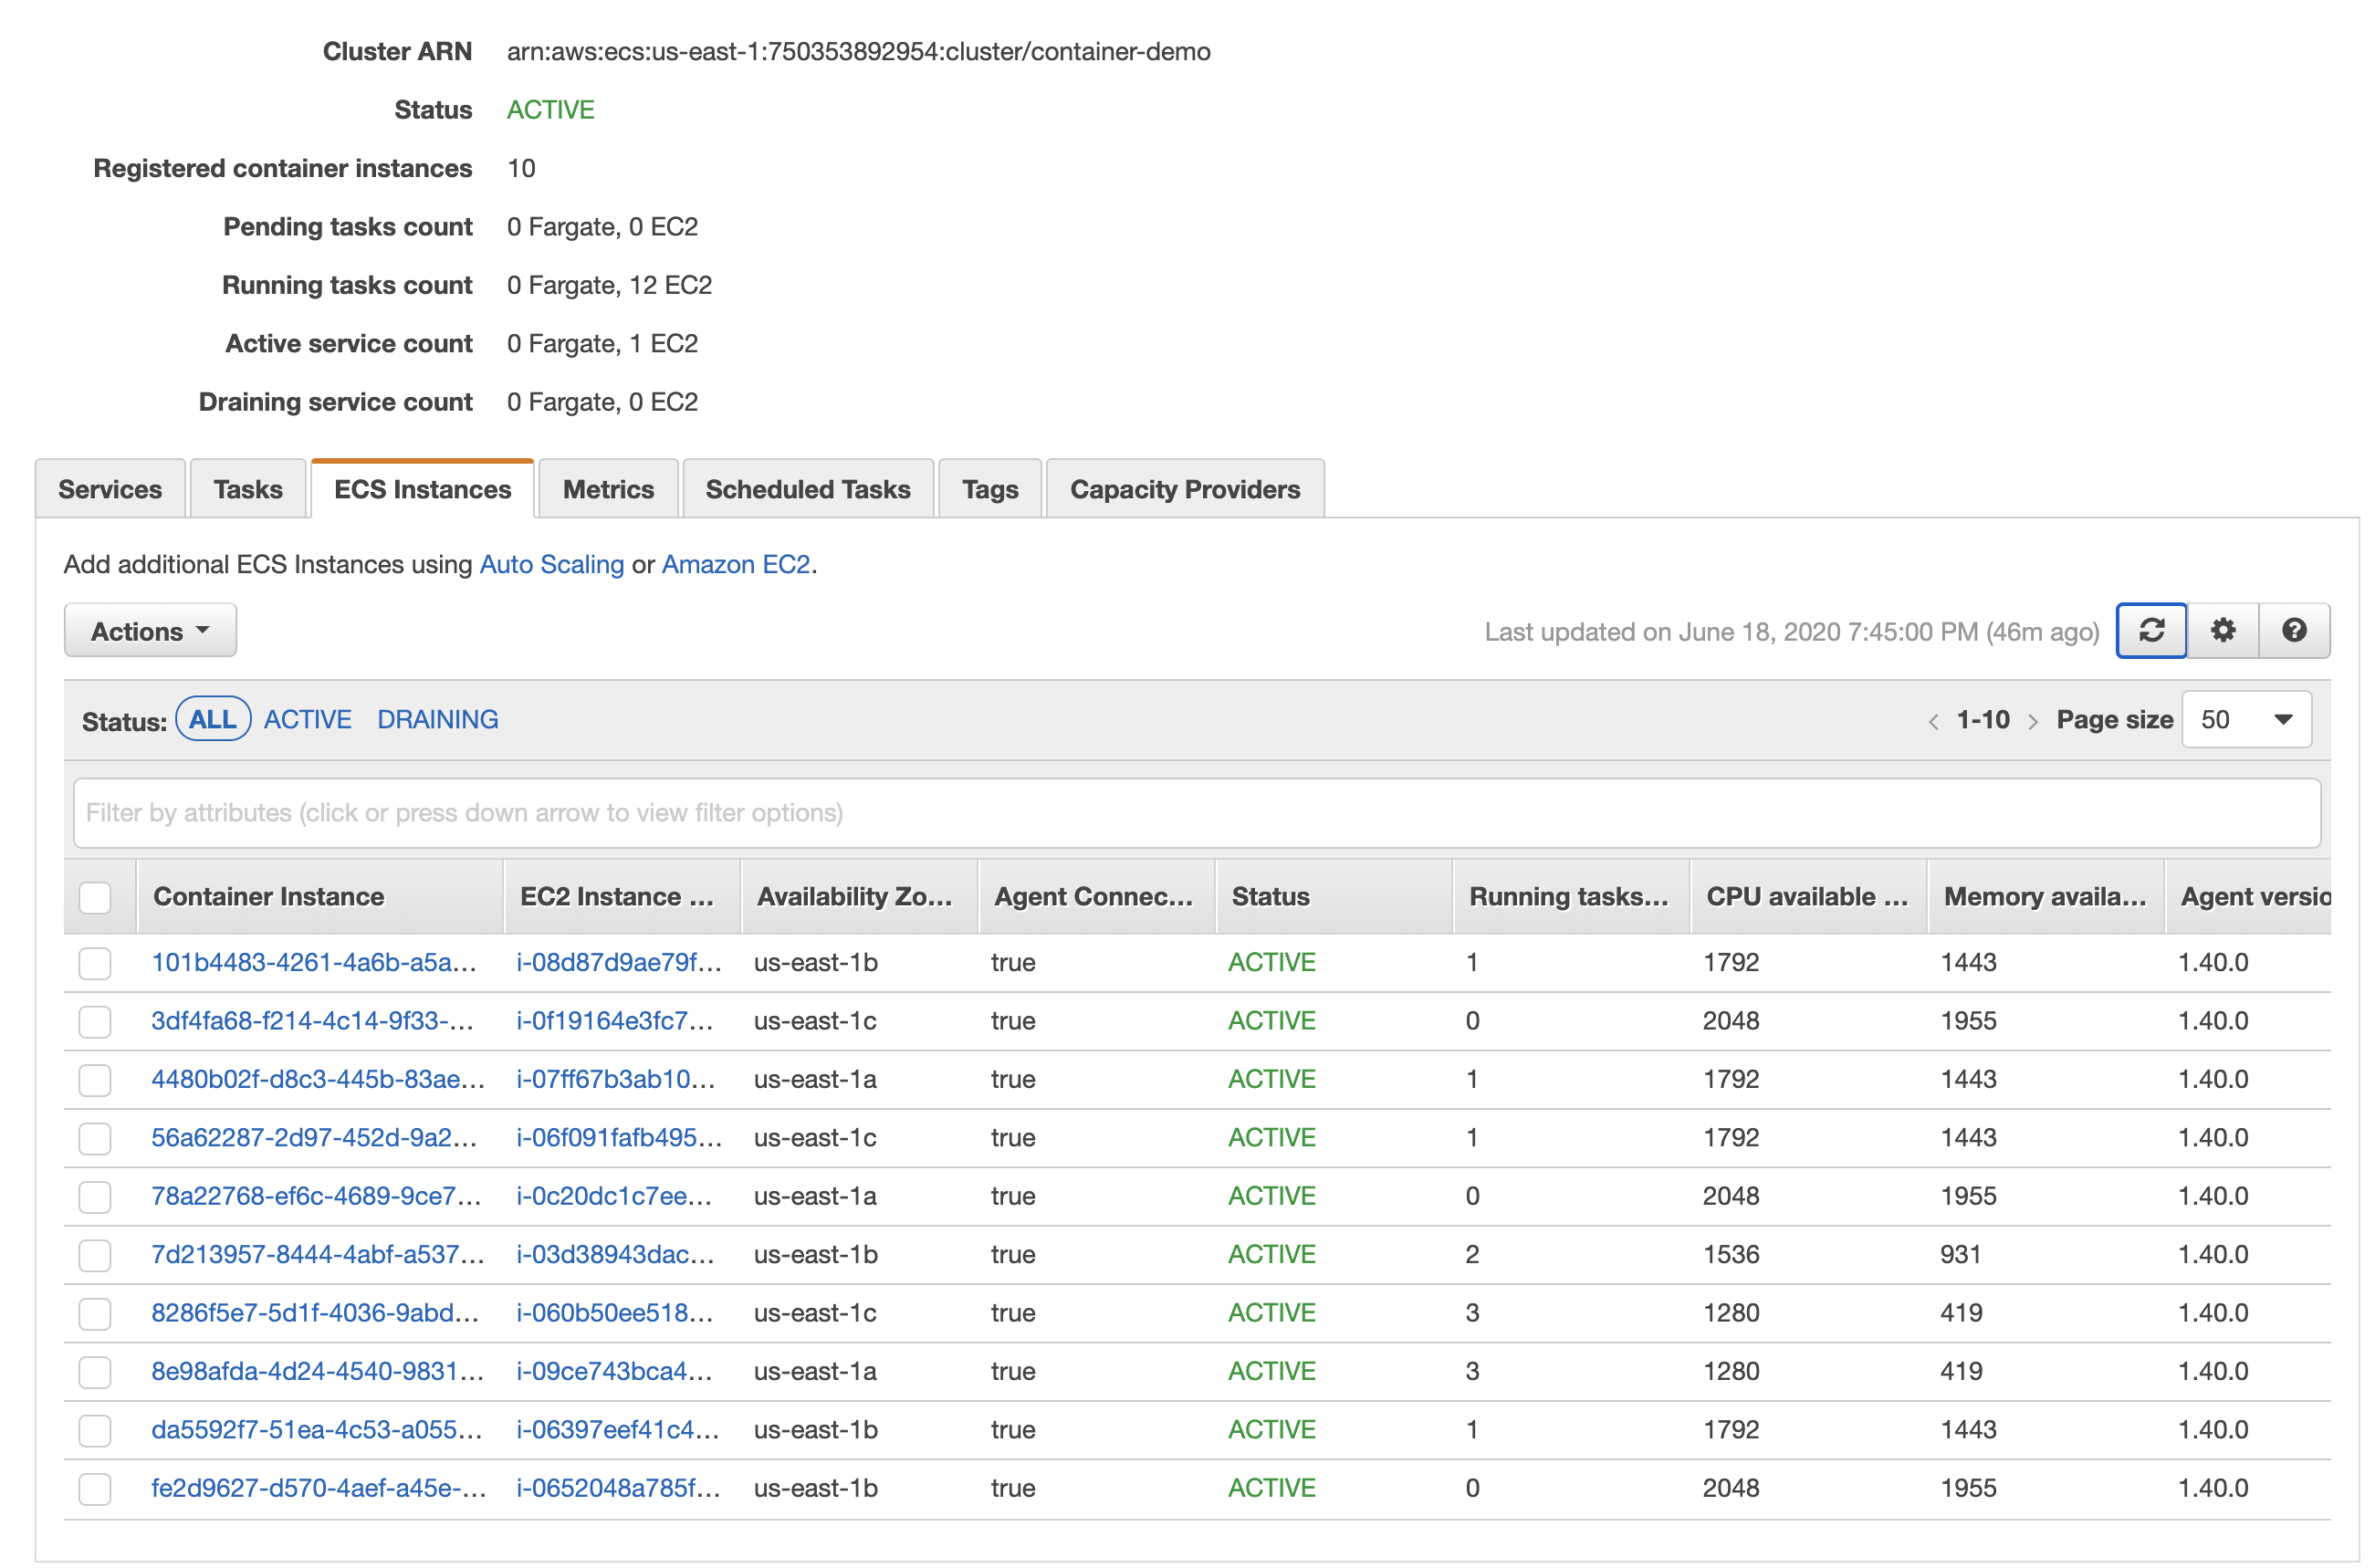 Cluster ARN arn:aws:ecs:us-east-1:750353892954:cluster/container-demo
Status ACTIVE
Registered container instances 10
Pending tasks count 0 Fargate, 0 EC2
Running tasks count 0 Fargate, 12 EC2
Active service count 0 Fargate, 1 EC2
Draining service count 0 Fargate, 0 EC2
Services Tasks ECS Instances Metrics Scheduled Tasks Tags Capacity Providers
Add additional ECS Instances using Auto Scaling or Amazon EC2.
Actions Last updated on June 18, 2020 7:45:00 PM (46m ago)
Status: ALL ACTIVE DRAINING < 1-10 > Page size 50
Filter by attributes (click or press down arrow to view filter options)
Container Instance EC2 Instance ... Availability Zo... Agent Connec... Status Running tasks... CPU available ... Memory availa... Agent versio
101b4483-4261-4a6b-a5a... i-08d87d9ae79f... us-east-1b true ACTIVE 1 1792 1443 1.40.0
3df4fa68-f214-4c14-9f33-... i-0f19164e3fc7... us-east-1c true ACTIVE 0 2048 1955 1.40.0
4480b02f-d8c3-445b-83ae... i-07ff67b3ab10... us-east-1a true ACTIVE 1 1792 1443 1.40.0
56a62287-2d97-452d-9a2... i-06f091fafb495... us-east-1c true ACTIVE 1 1792 1443 1.40.0
78a22768-ef6c-4689-9ce7... i-0c20dc1c7ee... us-east-1a true ACTIVE 0 2048 1955 1.40.0
7d213957-8444-4abf-a537... i-03d38943dac... us-east-1b true ACTIVE 2 1536 931 1.40.0
8286f5e7-5d1f-4036-9abd... i-060b50ee518... us-east-1c true ACTIVE 3 1280 419 1.40.0
8e98afda-4d24-4540-9831... i-09ce743bca4... us-east-1a true ACTIVE 3 1280 419 1.40.0
da5592f7-51ea-4c53-a055... i-06397eef41c4... us-east-1b true ACTIVE 1 1792 1443 1.40.0
fe2d9627-d570-4aef-a45e-... i-0652048a785f... us-east-1b true ACTIVE 0 2048 1955 1.40.0